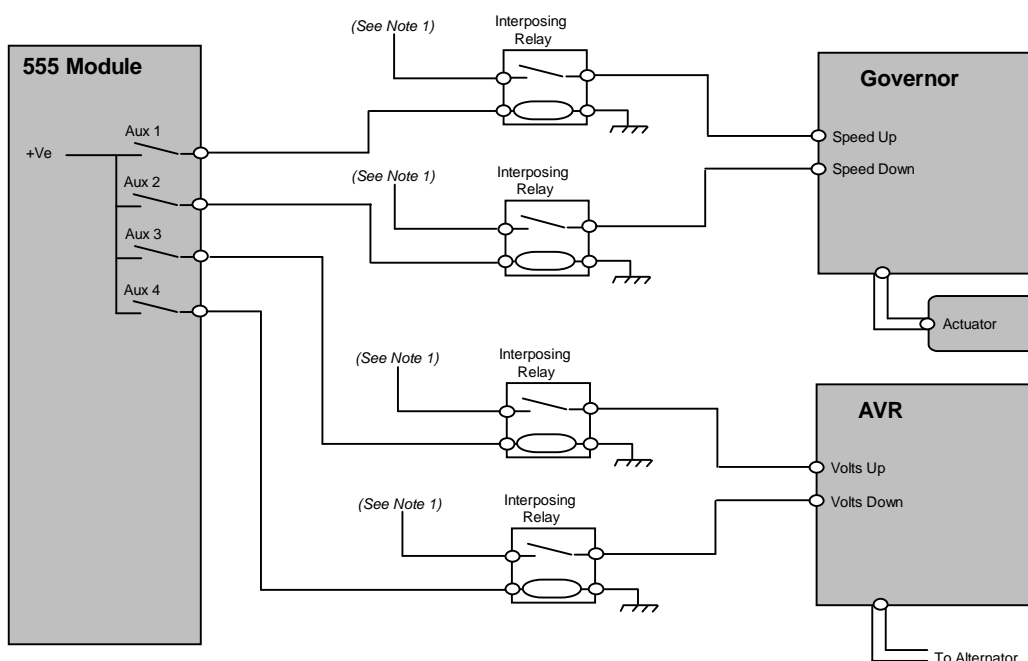 555 Module
+Ve
Aux 1
Aux 2
Aux 3
Aux 4
(See Note 1)
Interposing
Relay
(See Note 1)
Interposing
Relay
(See Note 1)
Interposing
Relay
(See Note 1)
Interposing
Relay
Governor
Speed Up
Speed Down
Actuator
AVR
Volts Up
Volts Down
To Alternator